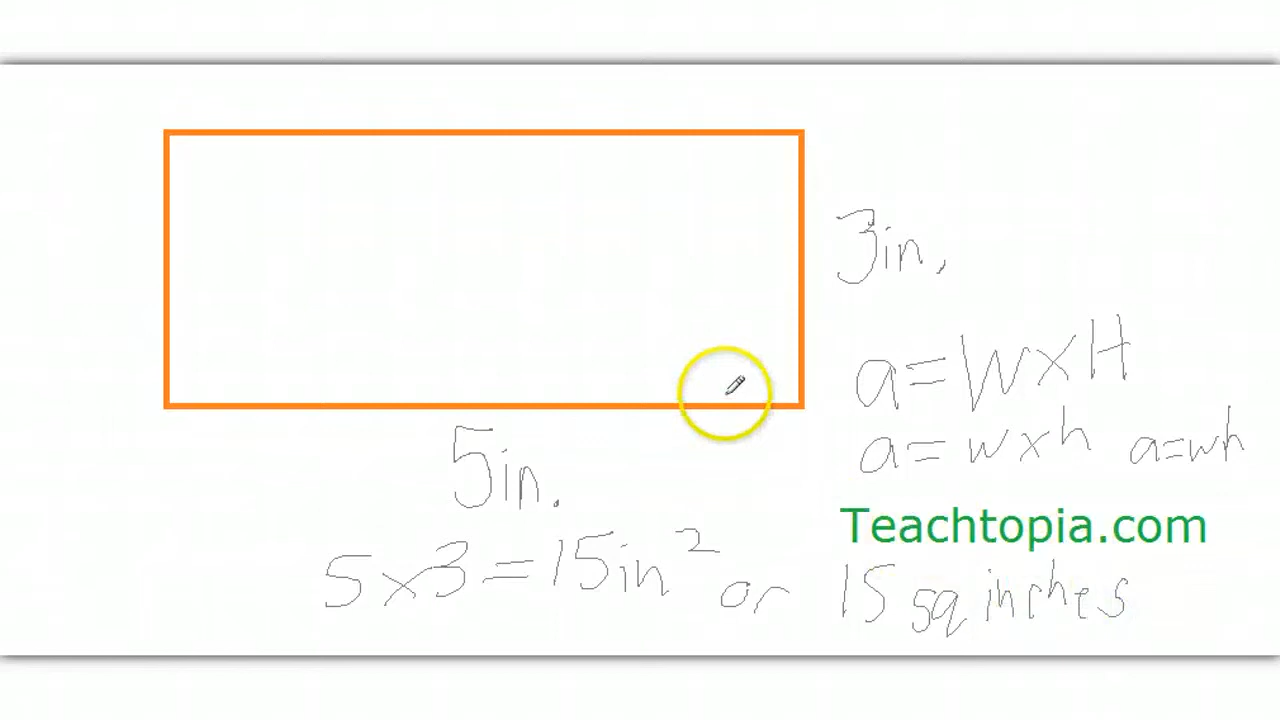 3in.
a=WxH
a=wxh a=wh
5in.
Teachtopia.com
5x3=15in² or 15 sq inches